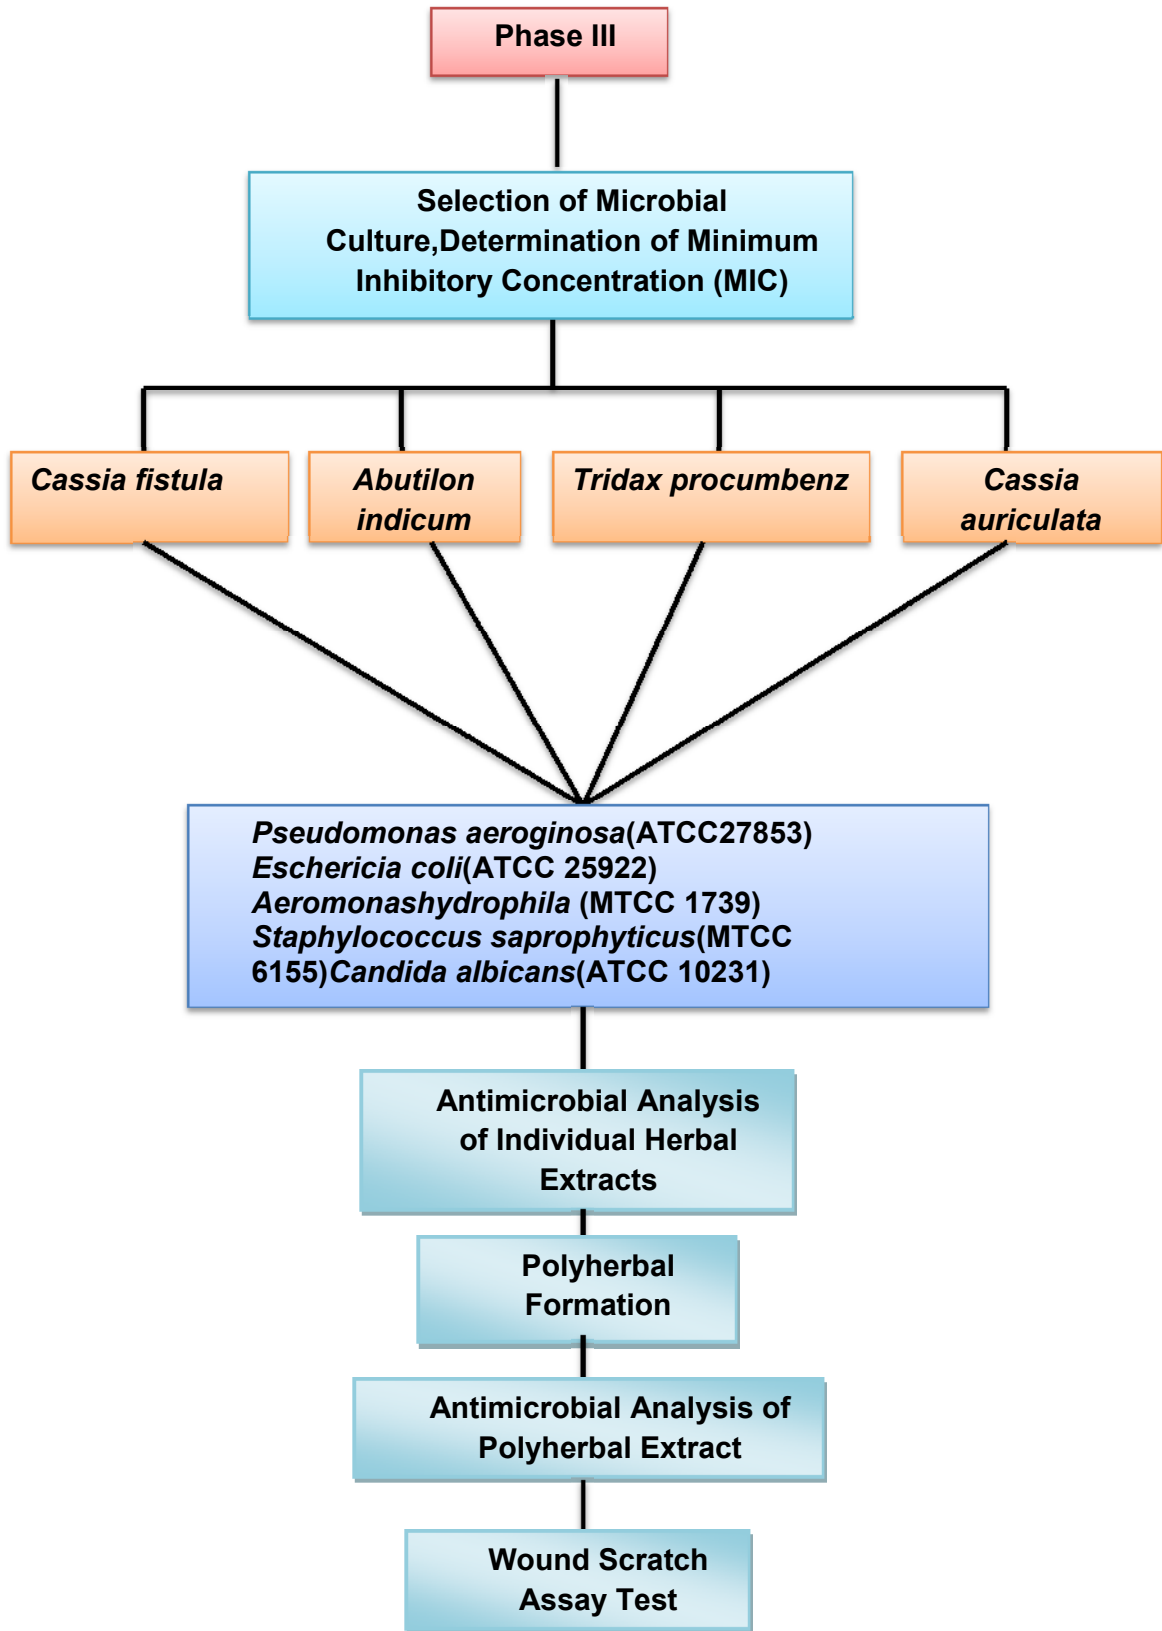 Phase III
Selection of Microbial
Culture,Determination of Minimum
Inhibitory Concentration (MIC)
Cassia fistula
Abutilon
indicum
Tridax procumbenz
Cassia
auriculata
Pseudomonas aeroginosa(ATCC27853)
Eschericia coli(ATCC 25922)
Aeromonashydrophila (MTCC 1739)
Staphylococcus saprophyticus(MTCC
6155)Candida albicans(ATCC 10231)
Antimicrobial Analysis
of Individual Herbal
Extracts
Polyherbal
Formation
Antimicrobial Analysis of
Polyherbal Extract
Wound Scratch
Assay Test